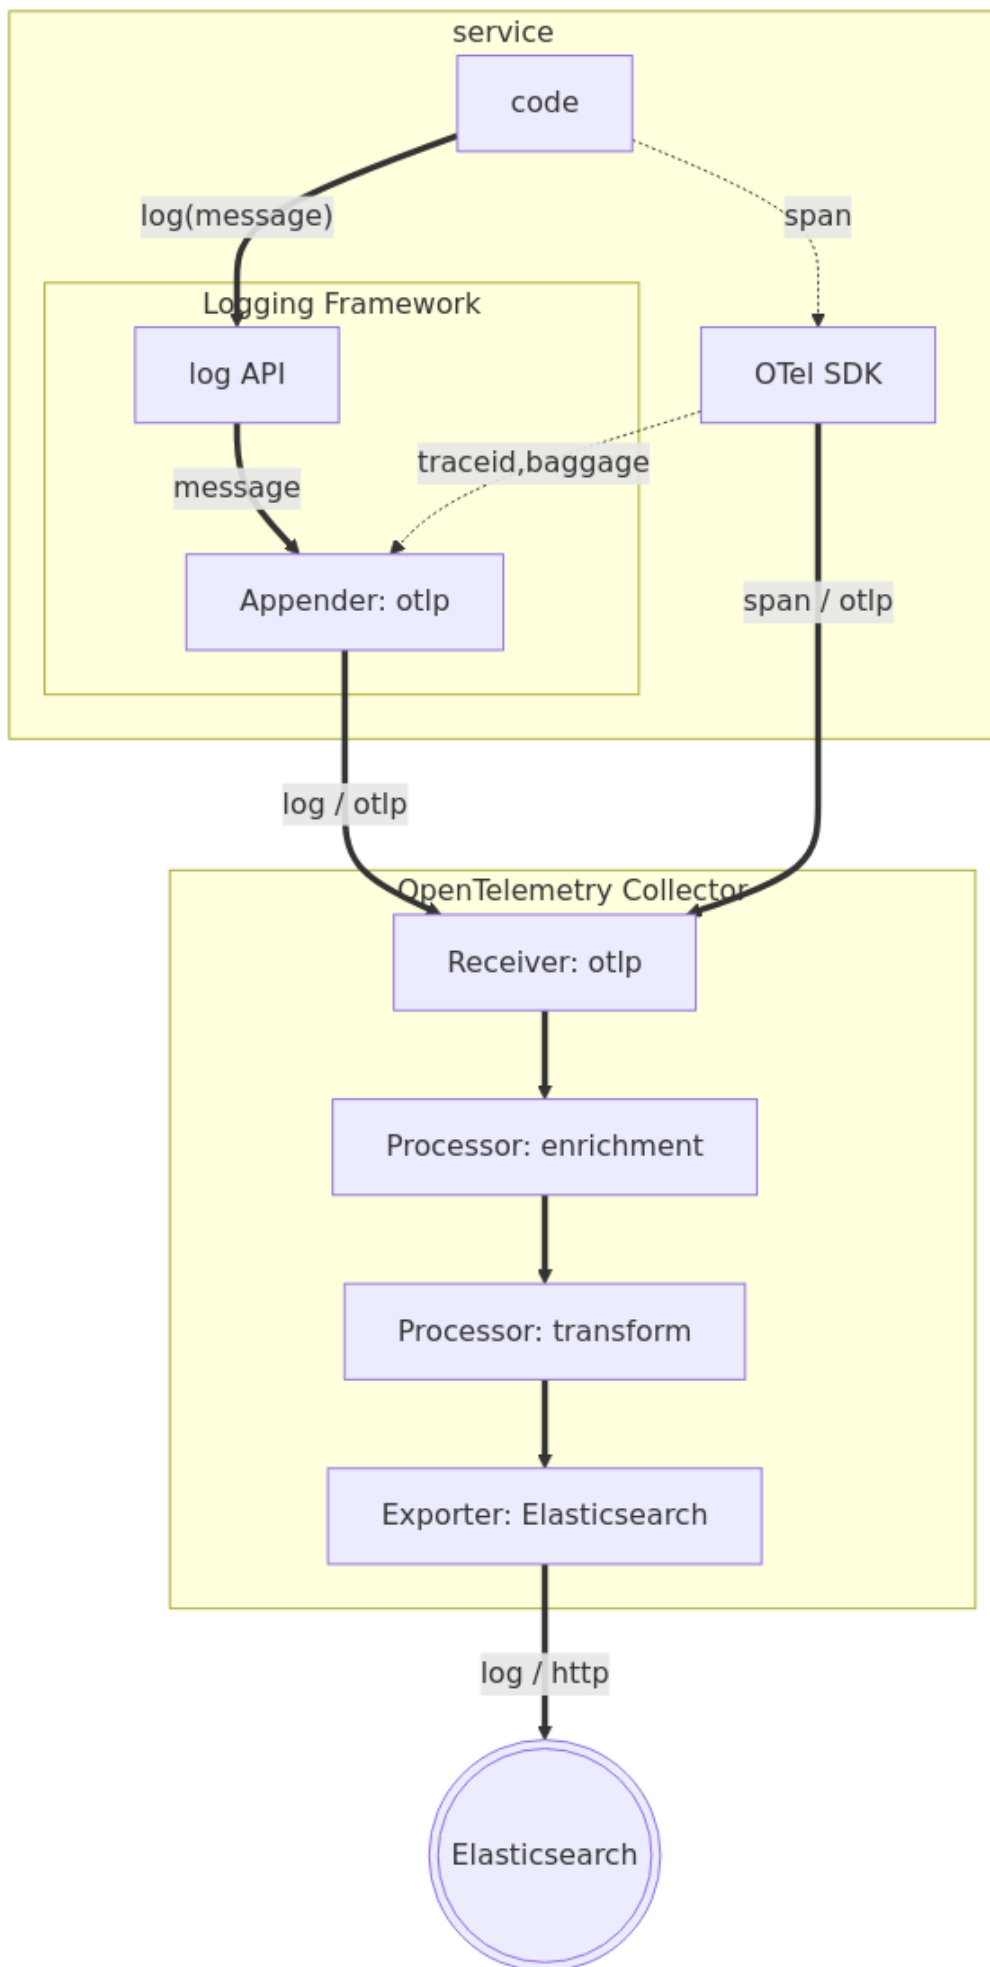 service
code
log(message)
span
Logging Framework
log API
OTel SDK
traceid,baggage
message
Appender: otlp
span / otlp
log / otlp
OpenTelemetry Collector
Receiver: otlp
Processor: enrichment
Processor: transform
Exporter: Elasticsearch
log / http
Elasticsearch